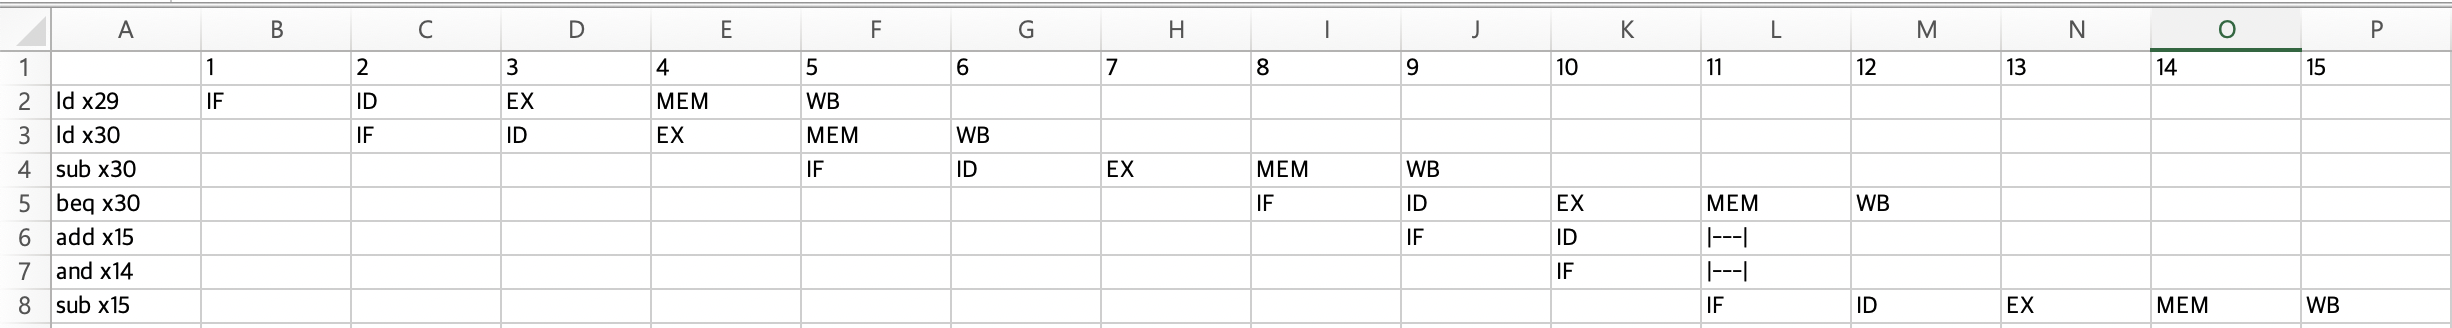 A B C D E F G H I J K L M N O P
1 1 2 3 4 5 6 7 8 9 10 11 12 13 14 15
2 ld x29 IF ID EX MEM WB
3 ld x30 IF ID EX MEM WB
4 sub x30 IF ID EX MEM WB
5 beq x30 IF ID EX MEM WB
6 add x15 IF ID |---|
7 and x14 IF |---|
8 sub x15 IF ID EX MEM WB